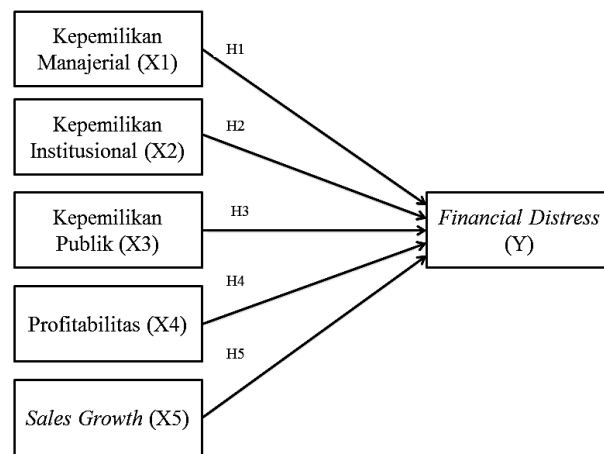 Kepemilikan
Manajerial (X1)
H1
Kepemilikan
Institusional (X2)
H2
Kepemilikan
Publik (X3)
H3
Financial Distress
(Y)
Profitabilitas (X4)
H4
Sales Growth (X5)
H5